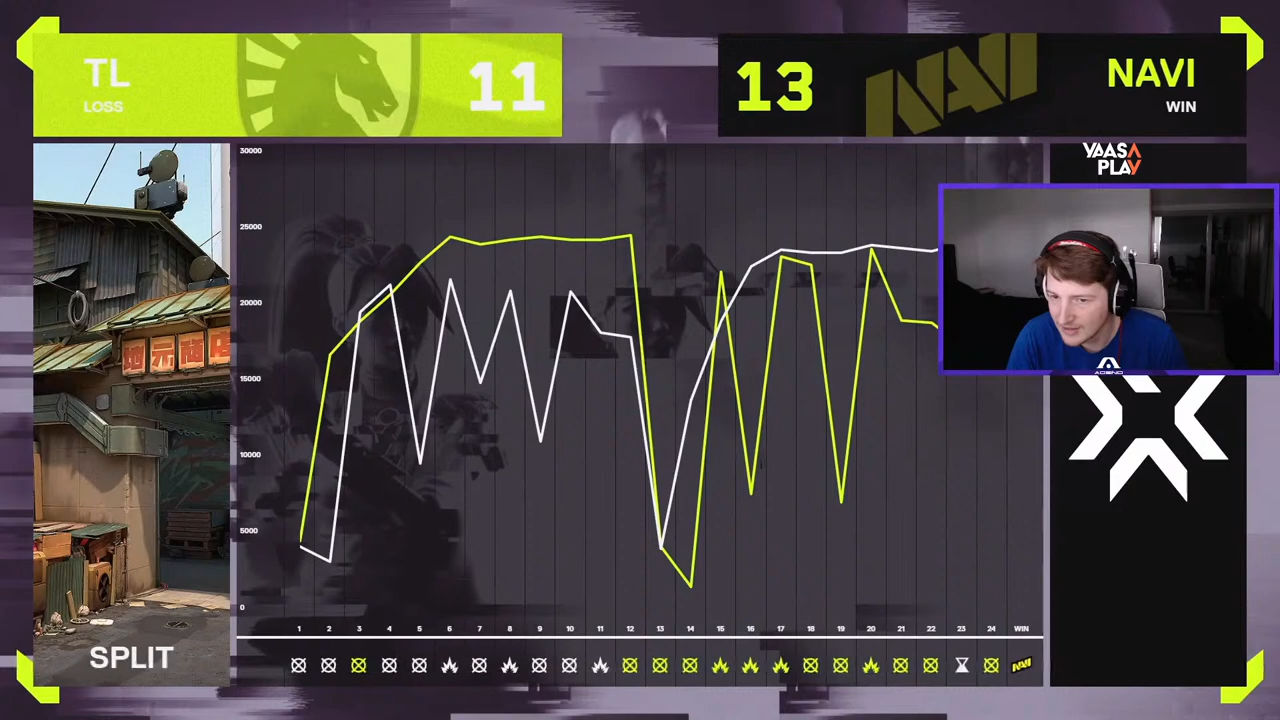 TL
LOSS
11
13
NAVI
WIN
YAASA
PLAY
30000
25000
20000
15000
10000
5000
0
1 2 3 4 5 6 7 8 9 10 11 12 13 14 15 16 17 18 19 20 21 22 23 24 WIN
NAVI
NAVI
SPLIT